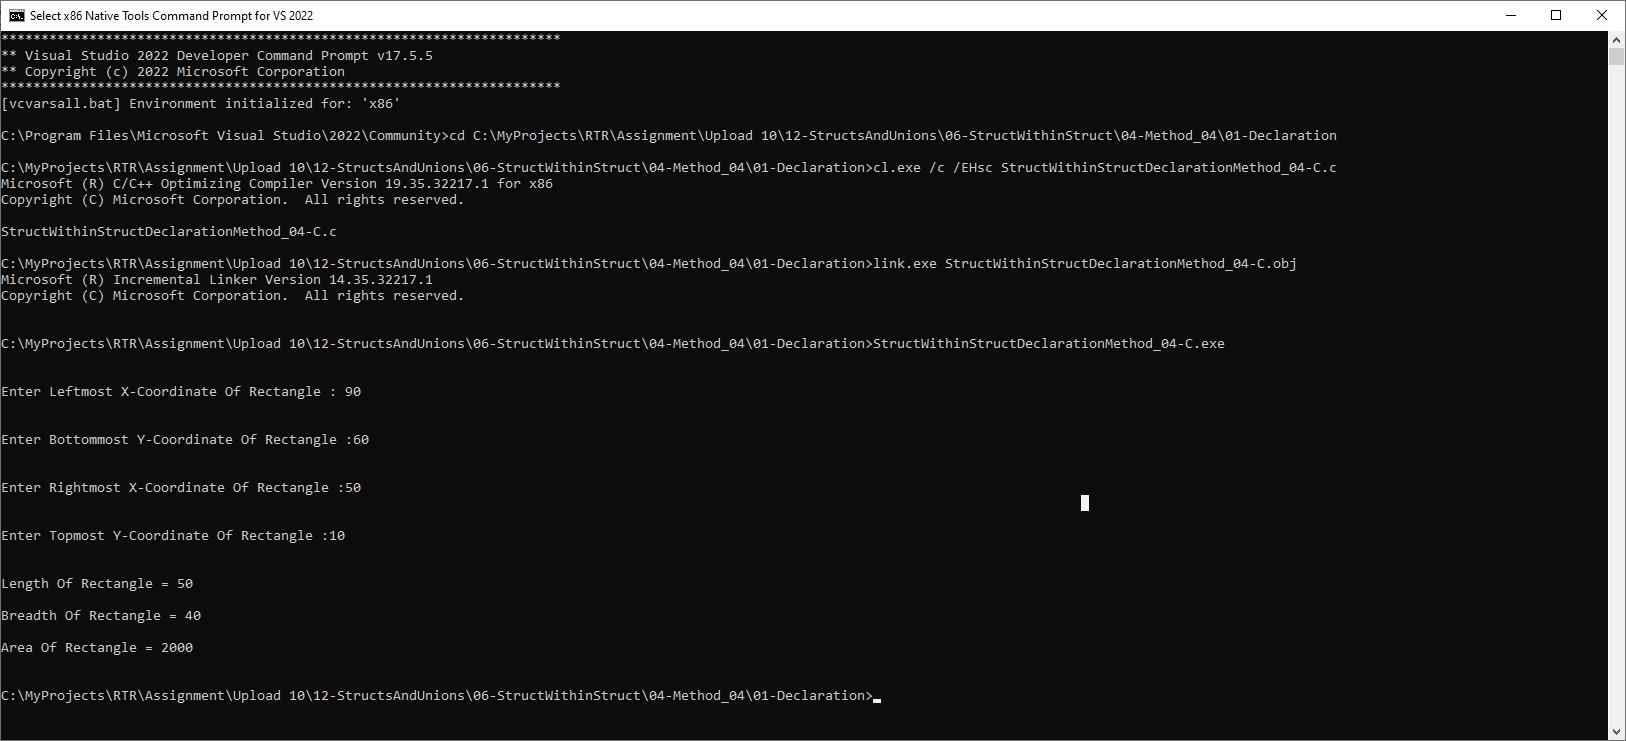 Select x86 Native Tools Command Prompt for VS 2022
**********************************************************************
** Visual Studio 2022 Developer Command Prompt v17.5.5
** Copyright (c) 2022 Microsoft Corporation
**********************************************************************
[vcvarsall.bat] Environment initialized for: 'x86'
C:\Program Files\Microsoft Visual Studio\2022\Community>cd C:\MyProjects\RTR\Assignment\Upload 10\12-StructsAndUnions\06-StructWithinStruct\04-Method_04\01-Declaration
C:\MyProjects\RTR\Assignment\Upload 10\12-StructsAndUnions\06-StructWithinStruct\04-Method_04\01-Declaration>cl.exe /c /EHsc StructWithinStructDeclarationMethod_04-C.c
Microsoft (R) C/C++ Optimizing Compiler Version 19.35.32217.1 for x86
Copyright (C) Microsoft Corporation.  All rights reserved.
StructWithinStructDeclarationMethod_04-C.c
C:\MyProjects\RTR\Assignment\Upload 10\12-StructsAndUnions\06-StructWithinStruct\04-Method_04\01-Declaration>link.exe StructWithinStructDeclarationMethod_04-C.obj
Microsoft (R) Incremental Linker Version 14.35.32217.1
Copyright (C) Microsoft Corporation.  All rights reserved.
C:\MyProjects\RTR\Assignment\Upload 10\12-StructsAndUnions\06-StructWithinStruct\04-Method_04\01-Declaration>StructWithinStructDeclarationMethod_04-C.exe
Enter Leftmost X-Coordinate Of Rectangle : 90
Enter Bottommost Y-Coordinate Of Rectangle :60
Enter Rightmost X-Coordinate Of Rectangle :50
Enter Topmost Y-Coordinate Of Rectangle :10
Length Of Rectangle = 50
Breadth Of Rectangle = 40
Area Of Rectangle = 2000
C:\MyProjects\RTR\Assignment\Upload 10\12-StructsAndUnions\06-StructWithinStruct\04-Method_04\01-Declaration>